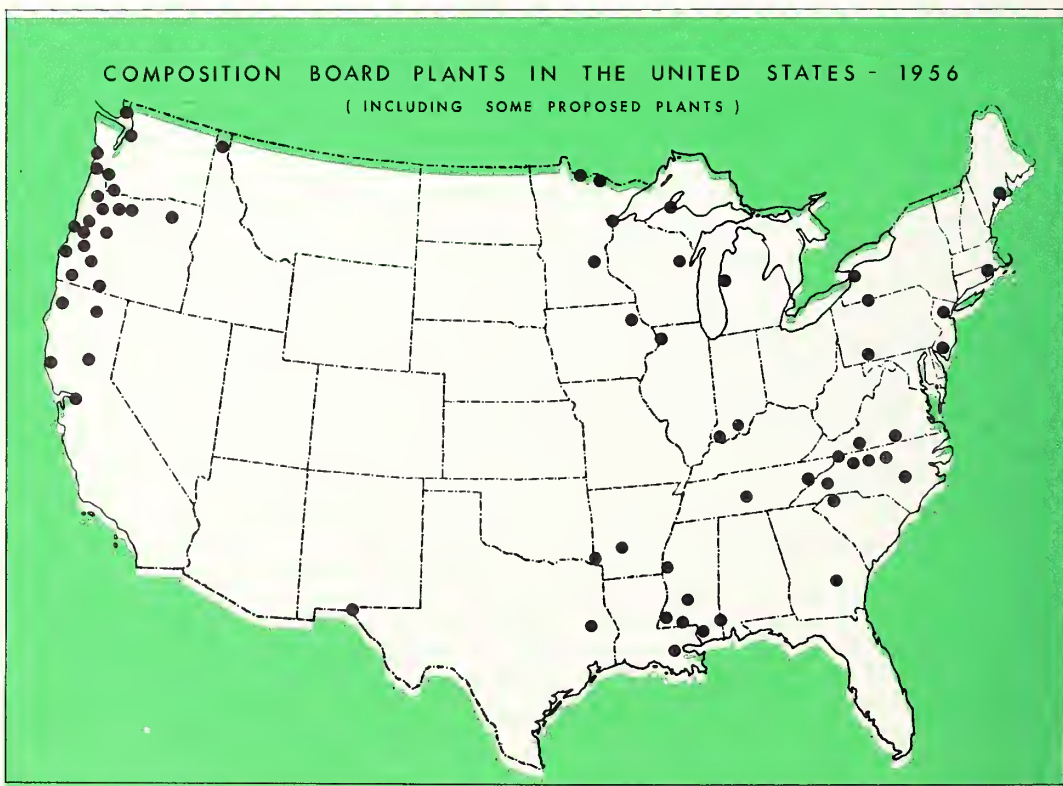 COMPOSITION BOARD PLANTS IN THE UNITED STATES - 1956
( INCLUDING SOME PROPOSED PLANTS )